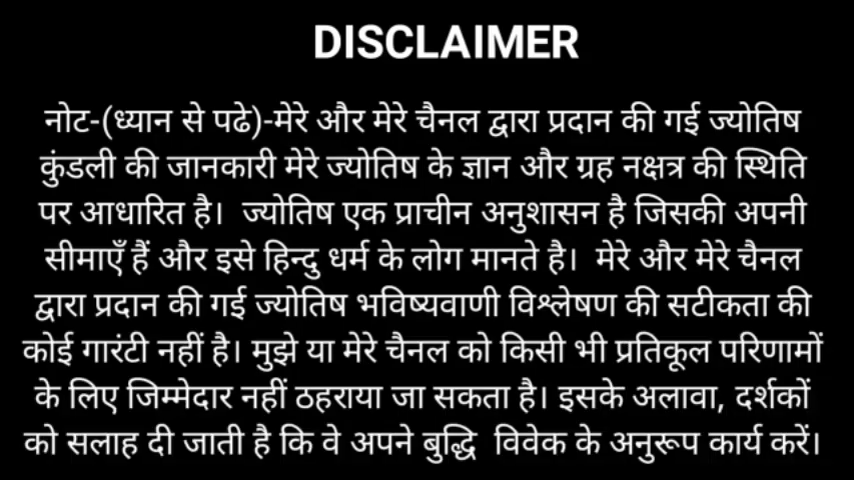 DISCLAIMER
नोट-(ध्यान से पढे)-मेरे और मेरे चैनल द्वारा प्रदान की गई ज्योतिष
कुंडली की जानकारी मेरे ज्योतिष के ज्ञान और ग्रह नक्षत्र की स्थिति
पर आधारित है। ज्योतिष एक प्राचीन अनुशासन है जिसकी अपनी
सीमाएँ हैं और इसे हिन्दु धर्म के लोग मानते है। मेरे और मेरे चैनल
द्वारा प्रदान की गई ज्योतिष भविष्यवाणी विश्लेषण की सटीकता की
कोई गारंटी नहीं है। मुझे या मेरे चैनल को किसी भी प्रतिकूल परिणामों
के लिए जिम्मेदार नहीं ठहराया जा सकता है। इसके अलावा, दर्शकों
को सलाह दी जाती है कि वे अपने बुद्धि विवेक के अनुरूप कार्य करें।